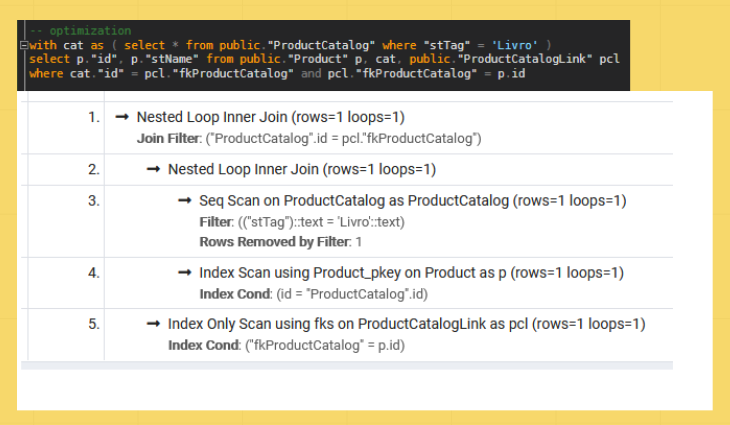 -- optimization
with cat as ( select * from public."ProductCatalog" where "stTag" = 'Livro' )
select p."id", p."stName" from public."Product" p, cat, public."ProductCatalogLink" pcl
where cat."id" = pcl."fkProductCatalog" and pcl."fkProductCatalog" = p.id
1. → Nested Loop Inner Join (rows=1 loops=1)
Join Filter: ("ProductCatalog".id = pcl."fkProductCatalog")
2. → Nested Loop Inner Join (rows=1 loops=1)
3. → Seq Scan on ProductCatalog as ProductCatalog (rows=1 loops=1)
Filter: (("stTag")::text = 'Livro'::text)
Rows Removed by Filter: 1
4. → Index Scan using Product_pkey on Product as p (rows=1 loops=1)
Index Cond: (id = "ProductCatalog".id)
5. → Index Only Scan using fks on ProductCatalogLink as pcl (rows=1 loops=1)
Index Cond: ("fkProductCatalog" = p.id)